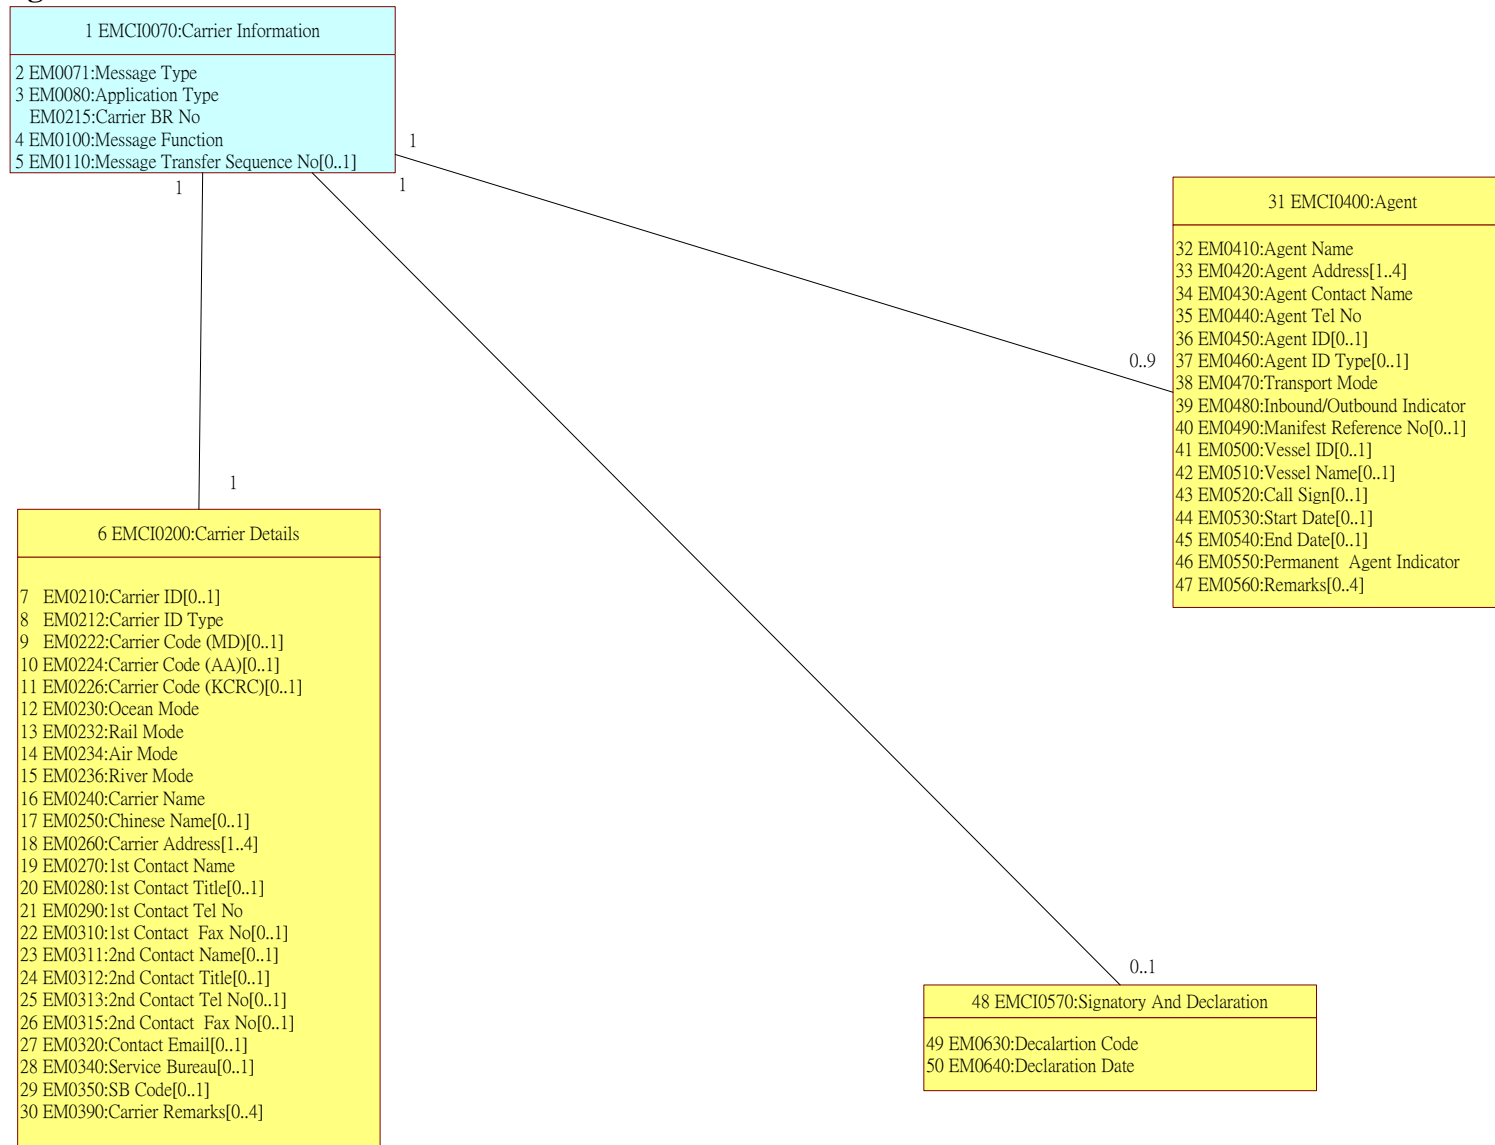 1 EMCI0070:Carrier Information
2 EM0071:Message Type
3 EM0080:Application Type
EM0215:Carrier BR No
4 EM0100:Message Function
5 EM0110:Message Transfer Sequence No[0..1]
1
1
1
31 EMCI0400:Agent
32 EM0410:Agent Name
33 EM0420:Agent Address[1..4]
34 EM0430:Agent Contact Name
35 EM0440:Agent Tel No
36 EM0450:Agent ID[0..1]
37 EM0460:Agent ID Type[0..1]
38 EM0470:Transport Mode
39 EM0480:Inbound/Outbound Indicator
40 EM0490:Manifest Reference No[0..1]
41 EM0500:Vessel ID[0..1]
42 EM0510:Vessel Name[0..1]
43 EM0520:Call Sign[0..1]
44 EM0530:Start Date[0..1]
45 EM0540:End Date[0..1]
46 EM0550:Permanent  Agent Indicator
47 EM0560:Remarks[0..4]
0..9
1
6 EMCI0200:Carrier Details
7 EM0210:Carrier ID[0..1]
8 EM0212:Carrier ID Type
9 EM0222:Carrier Code (MD)[0..1]
10 EM0224:Carrier Code (AA)[0..1]
11 EM0226:Carrier Code (KCRC)[0..1]
12 EM0230:Ocean Mode
13 EM0232:Rail Mode
14 EM0234:Air Mode
15 EM0236:River Mode
16 EM0240:Carrier Name
17 EM0250:Chinese Name[0..1]
18 EM0260:Carrier Address[1..4]
19 EM0270:1st Contact Name
20 EM0280:1st Contact Title[0..1]
21 EM0290:1st Contact Tel No
22 EM0310:1st Contact  Fax No[0..1]
23 EM0311:2nd Contact Name[0..1]
24 EM0312:2nd Contact Title[0..1]
25 EM0313:2nd Contact Tel No[0..1]
26 EM0315:2nd Contact  Fax No[0..1]
27 EM0320:Contact Email[0..1]
28 EM0340:Service Bureau[0..1]
29 EM0350:SB Code[0..1]
30 EM0390:Carrier Remarks[0..4]
0..1
48 EMCI0570:Signatory And Declaration
49 EM0630:Decalartion Code
50 EM0640:Declaration Date